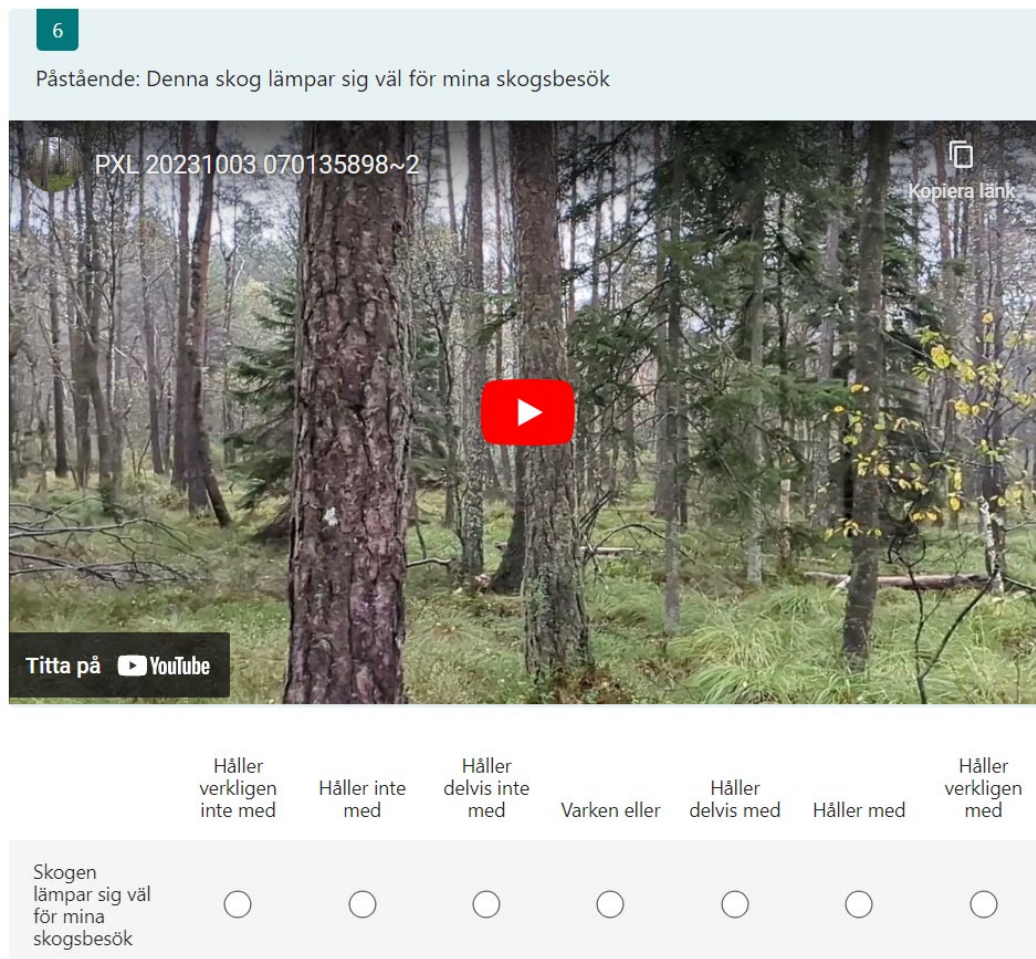 6
Påstående: Denna skog lämpar sig väl för mina skogsbesök
PXL 20231003 070135898~2
Kopiera länk
Titta på YouTube
Håller verkligen inte med
Håller inte med
Håller delvis inte med
Varken eller
Håller delvis med
Håller med
Håller verkligen med
Skogen
lämpar sig väl
för mina
skogsbesök